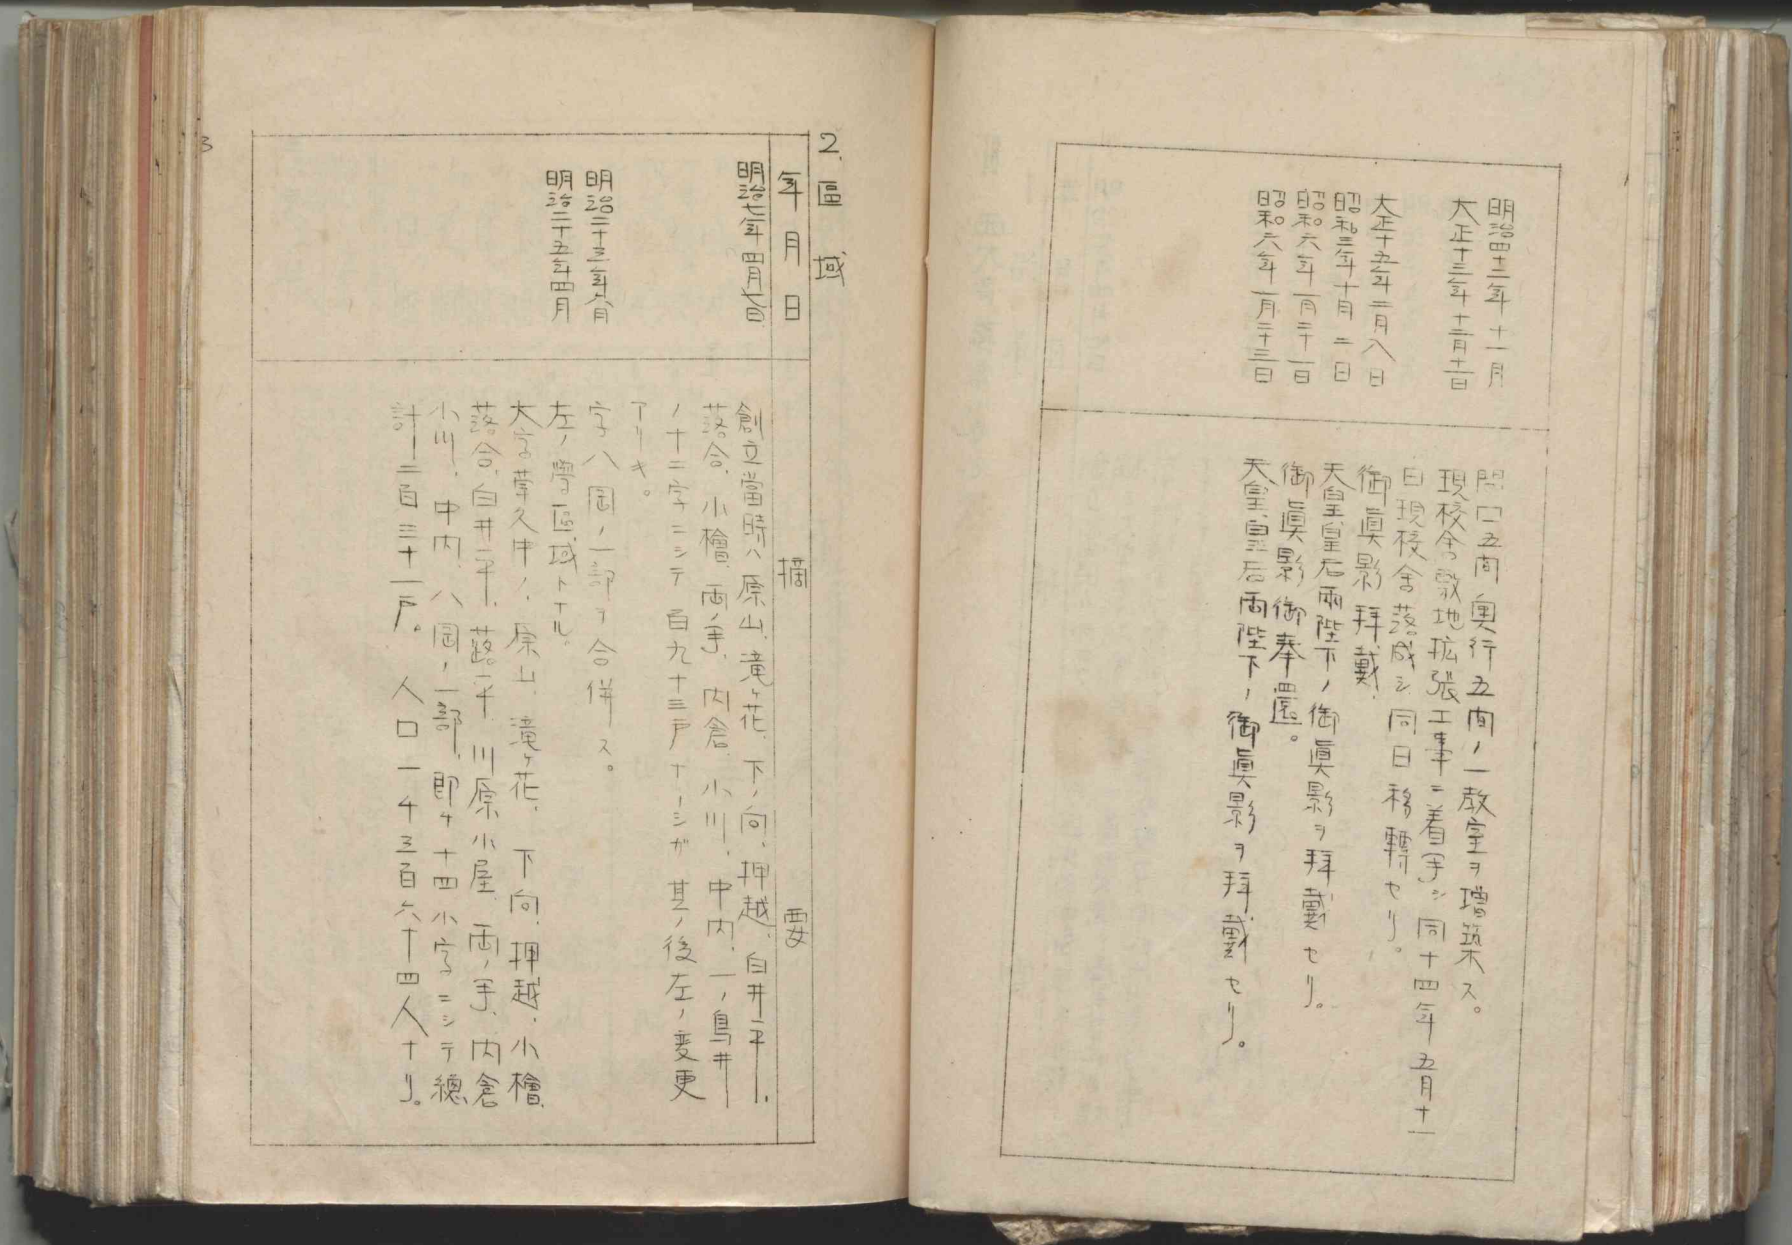 明治四十二年十一月
大正十三年十二月十一日
大正十五年二月八日
昭和三年十月二日
昭和六年一月二十一日
昭和六年一月二十三日
間口五間奥行五間ノ一教室ヲ増築ス。
現校舎敷地拡張工事ニ着手シ同十四年五月十一
日現校舎落成シ同日移轉セリ。
御眞影拝戴、
天皇皇后兩陛下ノ御眞影ヲ拝戴セリ。
御眞影御奉還。
天皇、皇后両陛下ノ御眞影ヲ拝戴セリ。
2、區域
年月日
摘要
明治七年四月七日
明治二十三年六月
明治二十五年四月
創立當時ハ原山、滝ケ花、下ノ向、押越、白井平、
落合、小檜、両ノ手、内倉、小川、中内、一ノ鳥井
ノ十二字ニシテ百九十三戸ナリシガ其ノ後左ノ変更
アリキ。
字八岡ノ一部ヲ合併ス。
左ノ學區域トナル。
大字草久中ノ、原山、滝ケ花、下向、押越、小檜、
落合、白井平、蕗平、川原小屋、両ノ手、内倉
小川、中内、八岡ノ一部、即チ十四小字ニシテ總
計二百三十一戸。人口一千三百六十四人ナリ。
3